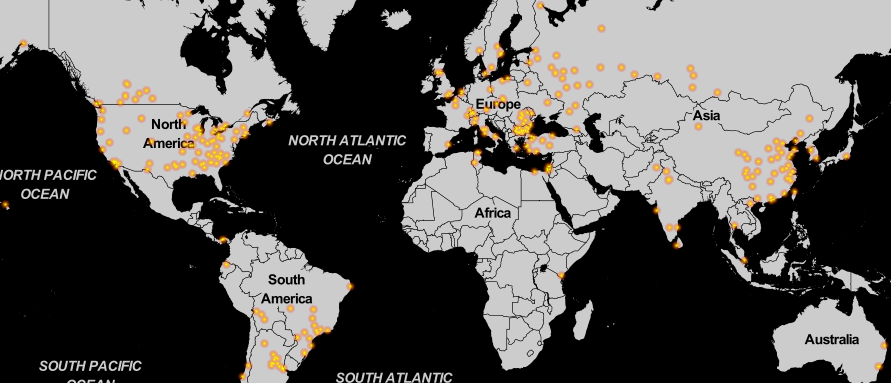 North
America
Europe
Asia
NORTH ATLANTIC
OCEAN
NORTH PACIFIC
OCEAN
Africa
South
America
Australia
SOUTH PACIFIC
OCEAN
SOUTH ATLANTIC